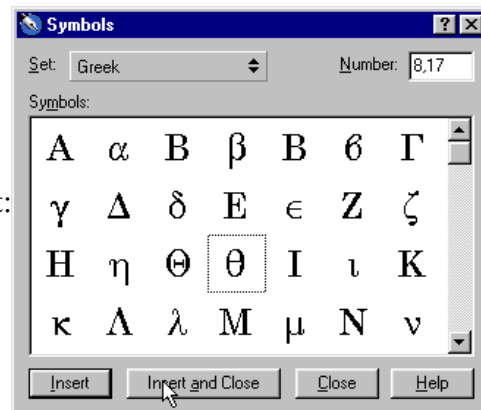 Symbols
Set: Greek Number: 8,17
Symbols:
Α α Β β Β ϐ Γ
γ Δ δ Ε ϵ Ζ ζ
Η η Θ θ Ι ι Κ
κ Λ λ Μ μ Ν ν
Insert Insert and Close Close Help